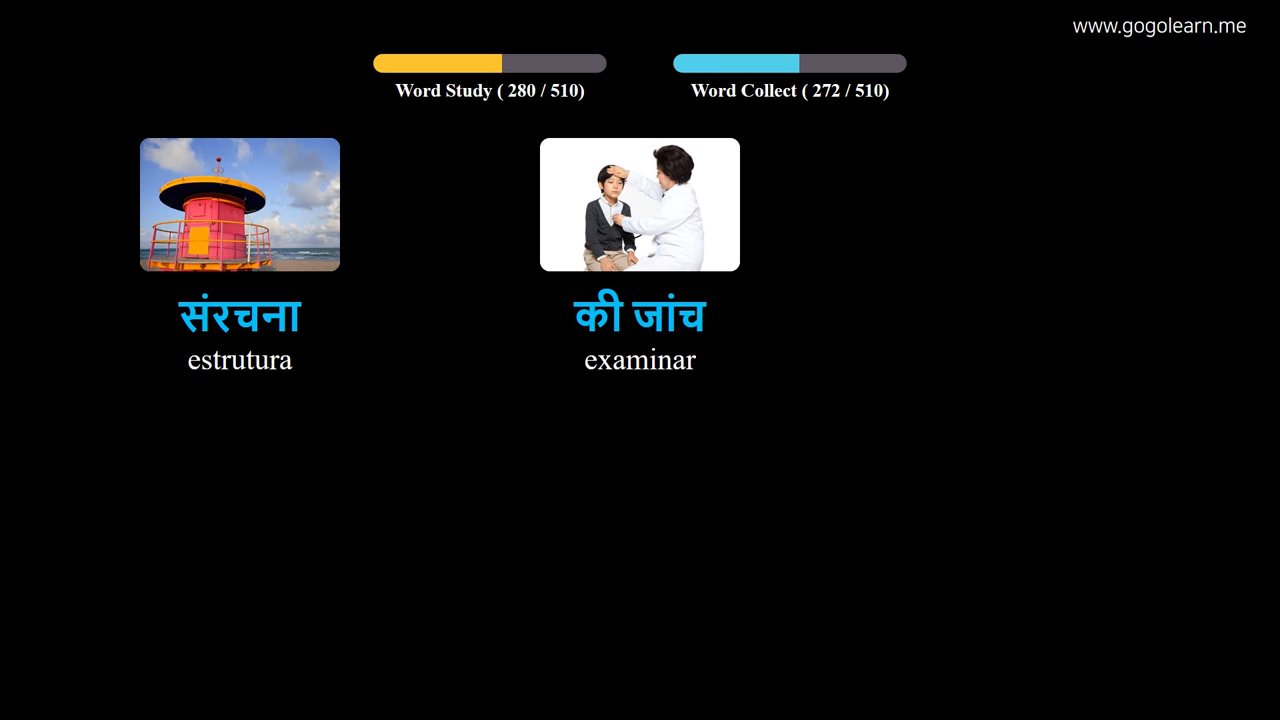 www.gogolearn.me
Word Study ( 280 / 510)
Word Collect ( 272 / 510)
संरचना
estrutura
की जांच
examinar